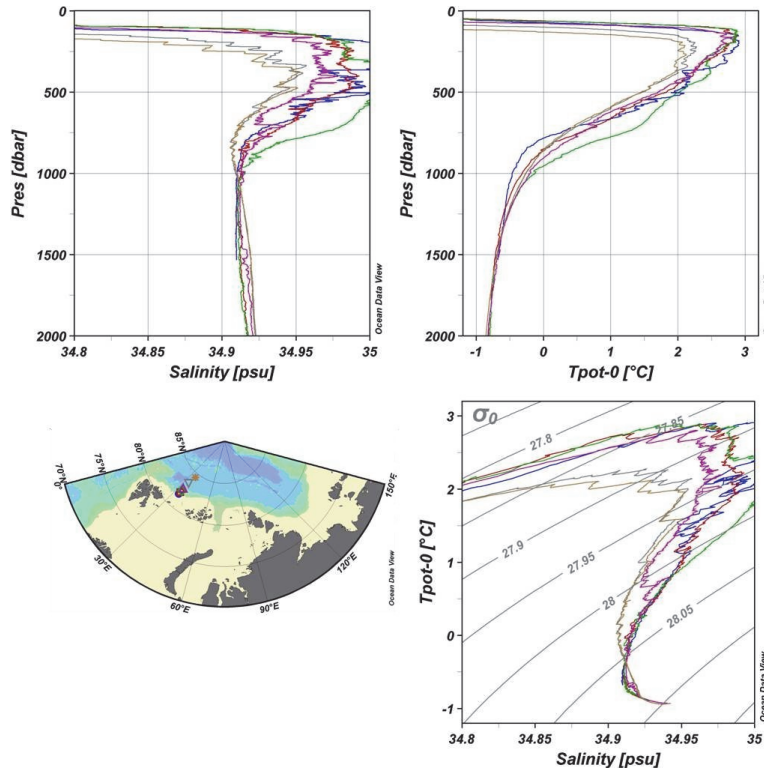 0
500
1000
1500
2000
34.8
34.85
34.9
34.95
35
Pres [dbar]
Salinity [psu]
Ocean Data View
0
500
1000
1500
2000
-1
0
1
2
3
Pres [dbar]
Tpot-0 [°C]
70°N
75°N
80°N
85°N
0°
30°E
60°E
90°E
120°E
150°E
Ocean Data View
σ0
3
2
1
0
-1
34.8
34.85
34.9
34.95
35
27.8
27.85
27.9
27.95
28
28.05
Tpot-0 [°C]
Salinity [psu]
Ocean Data View